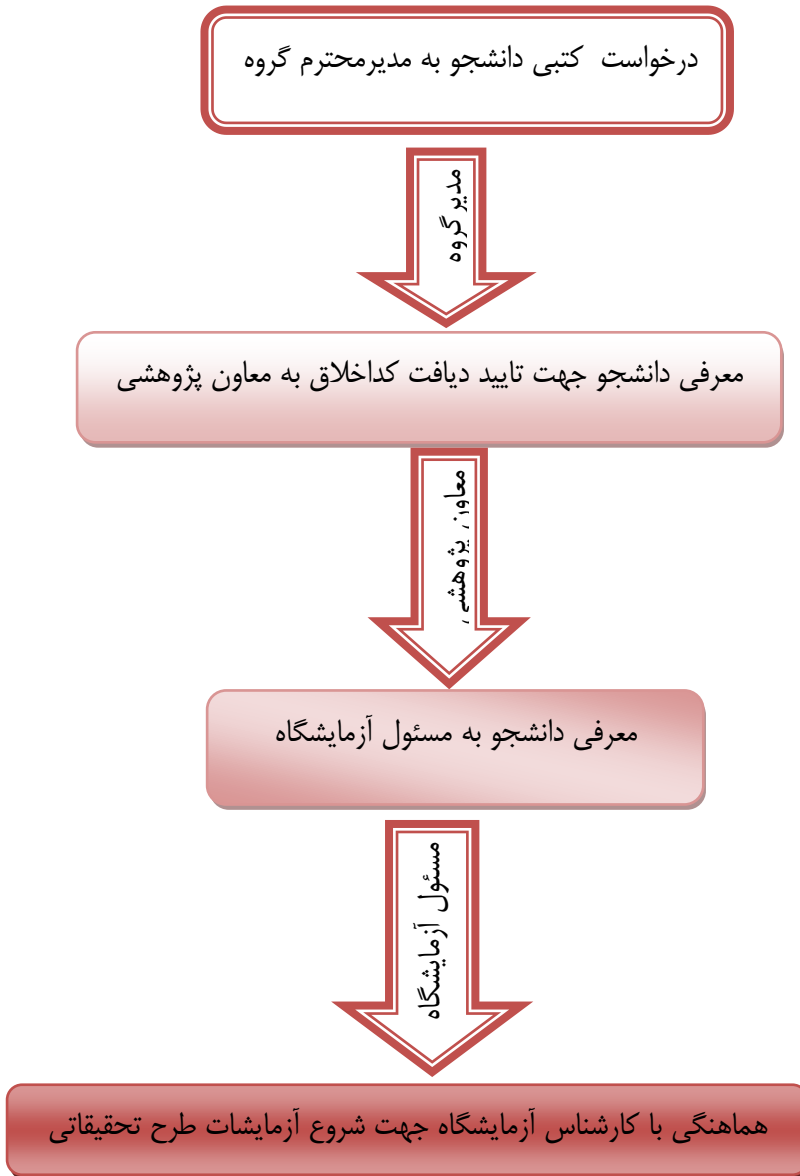 درخواست کتبی دانشجو به مدیرمحترم گروه
مدیر گروه
معرفی دانشجو جهت تایید دیافت کداخلاق به معاون پژوهشی
معاون پژوهشی
معرفی دانشجو به مسئول آزمایشگاه
مسئول آزمایشگاه
هماهنگی با کارشناس آزمایشگاه جهت شروع آزمایشات طرح تحقیقاتی